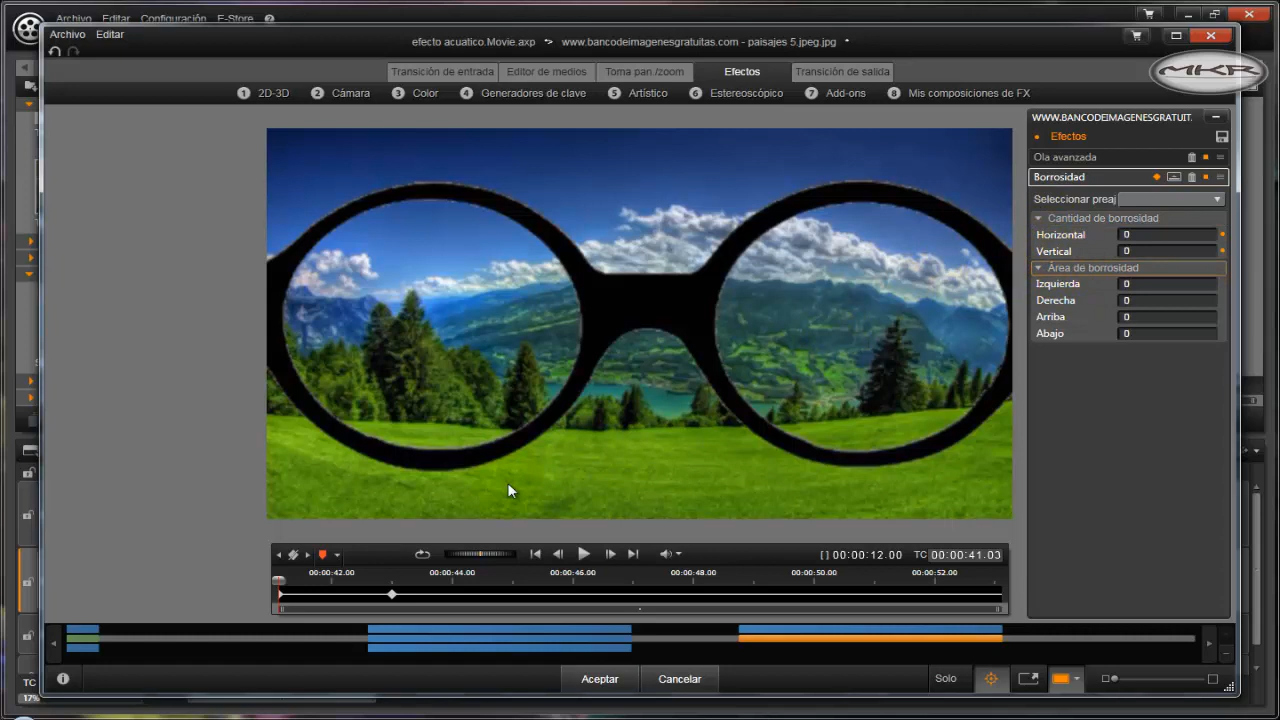 Archivo Editar Configuración E-Store
Archivo Editar
efecto acuatico.Movie.axp > www.bancodeimagenesgratuitas.com - paisajes 5.jpeg.jpg
MKR
Transición de entrada Editor de medios Toma pan /zoom Efectos Transición de salida
1 2D-3D 2 Cámara 3 Color 4 Generadores de clave 5 Artístico 6 Estereoscópico 7 Add-ons 8 Mis composiciones de FX
WWW.BANCODEIMAGENESGRATUIT.
Efectos
Ola avanzada
Borrosidad
Seleccionar preaj
Cantidad de borrosidad
Horizontal 0
Vertical 0
Área de borrosidad
Izquierda 0
Derecha 0
Arriba 0
Abajo 0
[] 00:00:12.00 TC 00:00:41.03
00:00:42.00 00:00:44.00 00:00:46.00 00:00:48.00 00:00:50.00 00:00:52.00
Aceptar Cancelar Solo
TC
17%